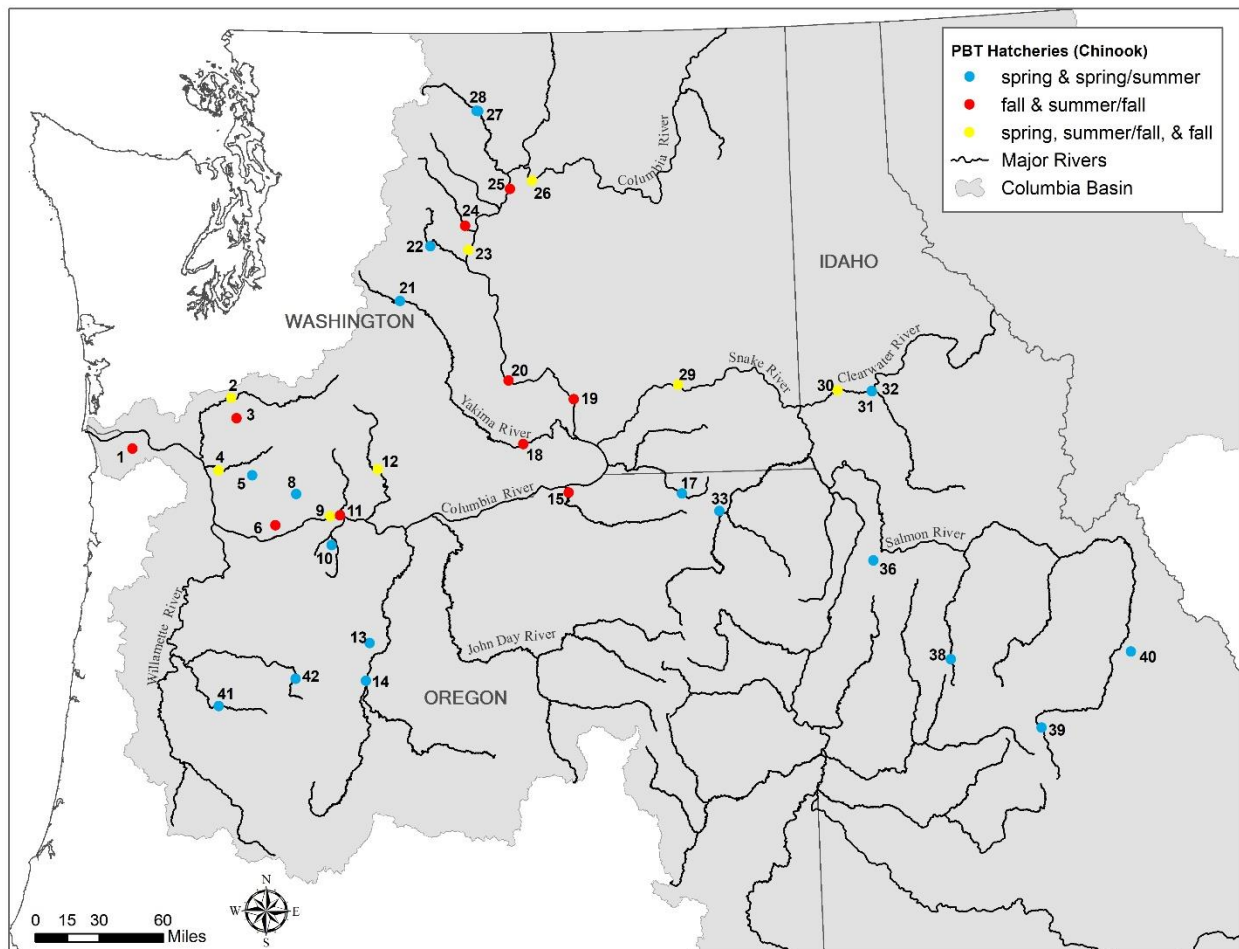 PBT Hatcheries (Chinook)
spring & spring/summer
fall & summer/fall
spring, summer/fall, & fall
Major Rivers
Columbia Basin
28
27
Columbia River
25
26
24
22
23
IDAHO
21
WASHINGTON
20
19
Snake River
29
Clearwater River
30
32
31
2
3
Yakima River
18
1
4
5
8
12
Columbia River
15
17
33
6
9
11
10
Salmon River
36
Willamette River
13
John Day River
38
40
42
14
41
OREGON
39
N
W
E
S
0 15 30 60
Miles